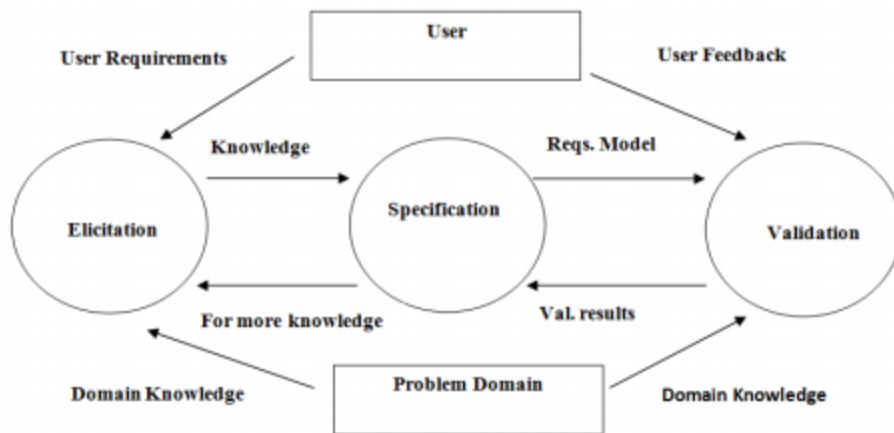 User
User Requirements
User Feedback
Knowledge
Reqs. Model
Elicitation
Specification
Validation
For more knowledge
Val. results
Domain Knowledge
Problem Domain
Domain Knowledge